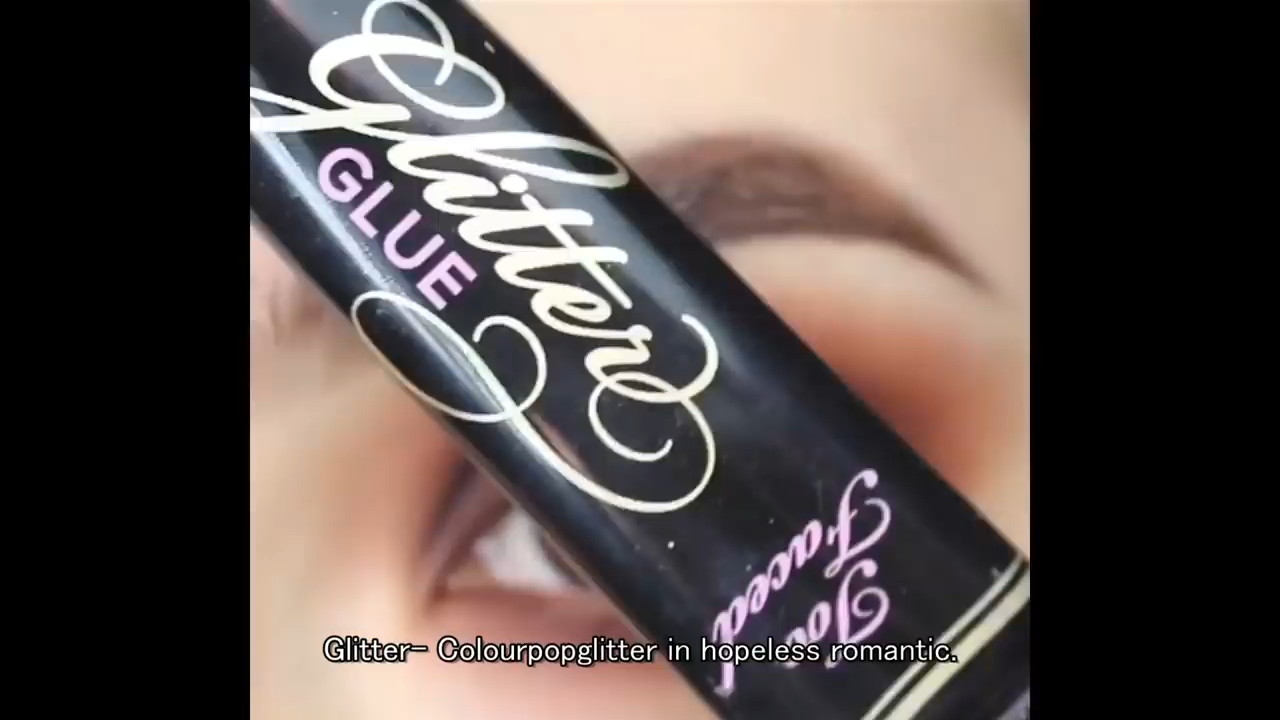 Glitter
GLUE
Too
Faced
Glitter- Colourpopglitter in hopeless romantic.